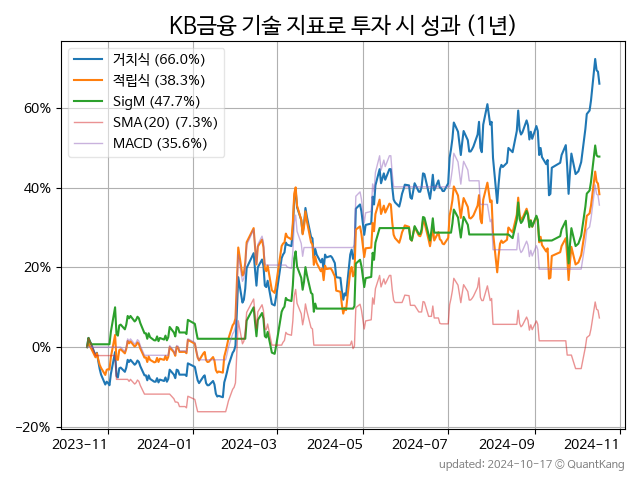 KB금융 기술 지표로 투자 시 성과 (1년)
거치식 (66.0%)
적립식 (38.3%)
SigM (47.7%)
SMA(20) (7.3%)
MACD (35.6%)
60%
40%
20%
0%
−20%
2023-11 2024-01 2024-03 2024-05 2024-07 2024-09 2024-11
updated: 2024-10-17 © QuantKang